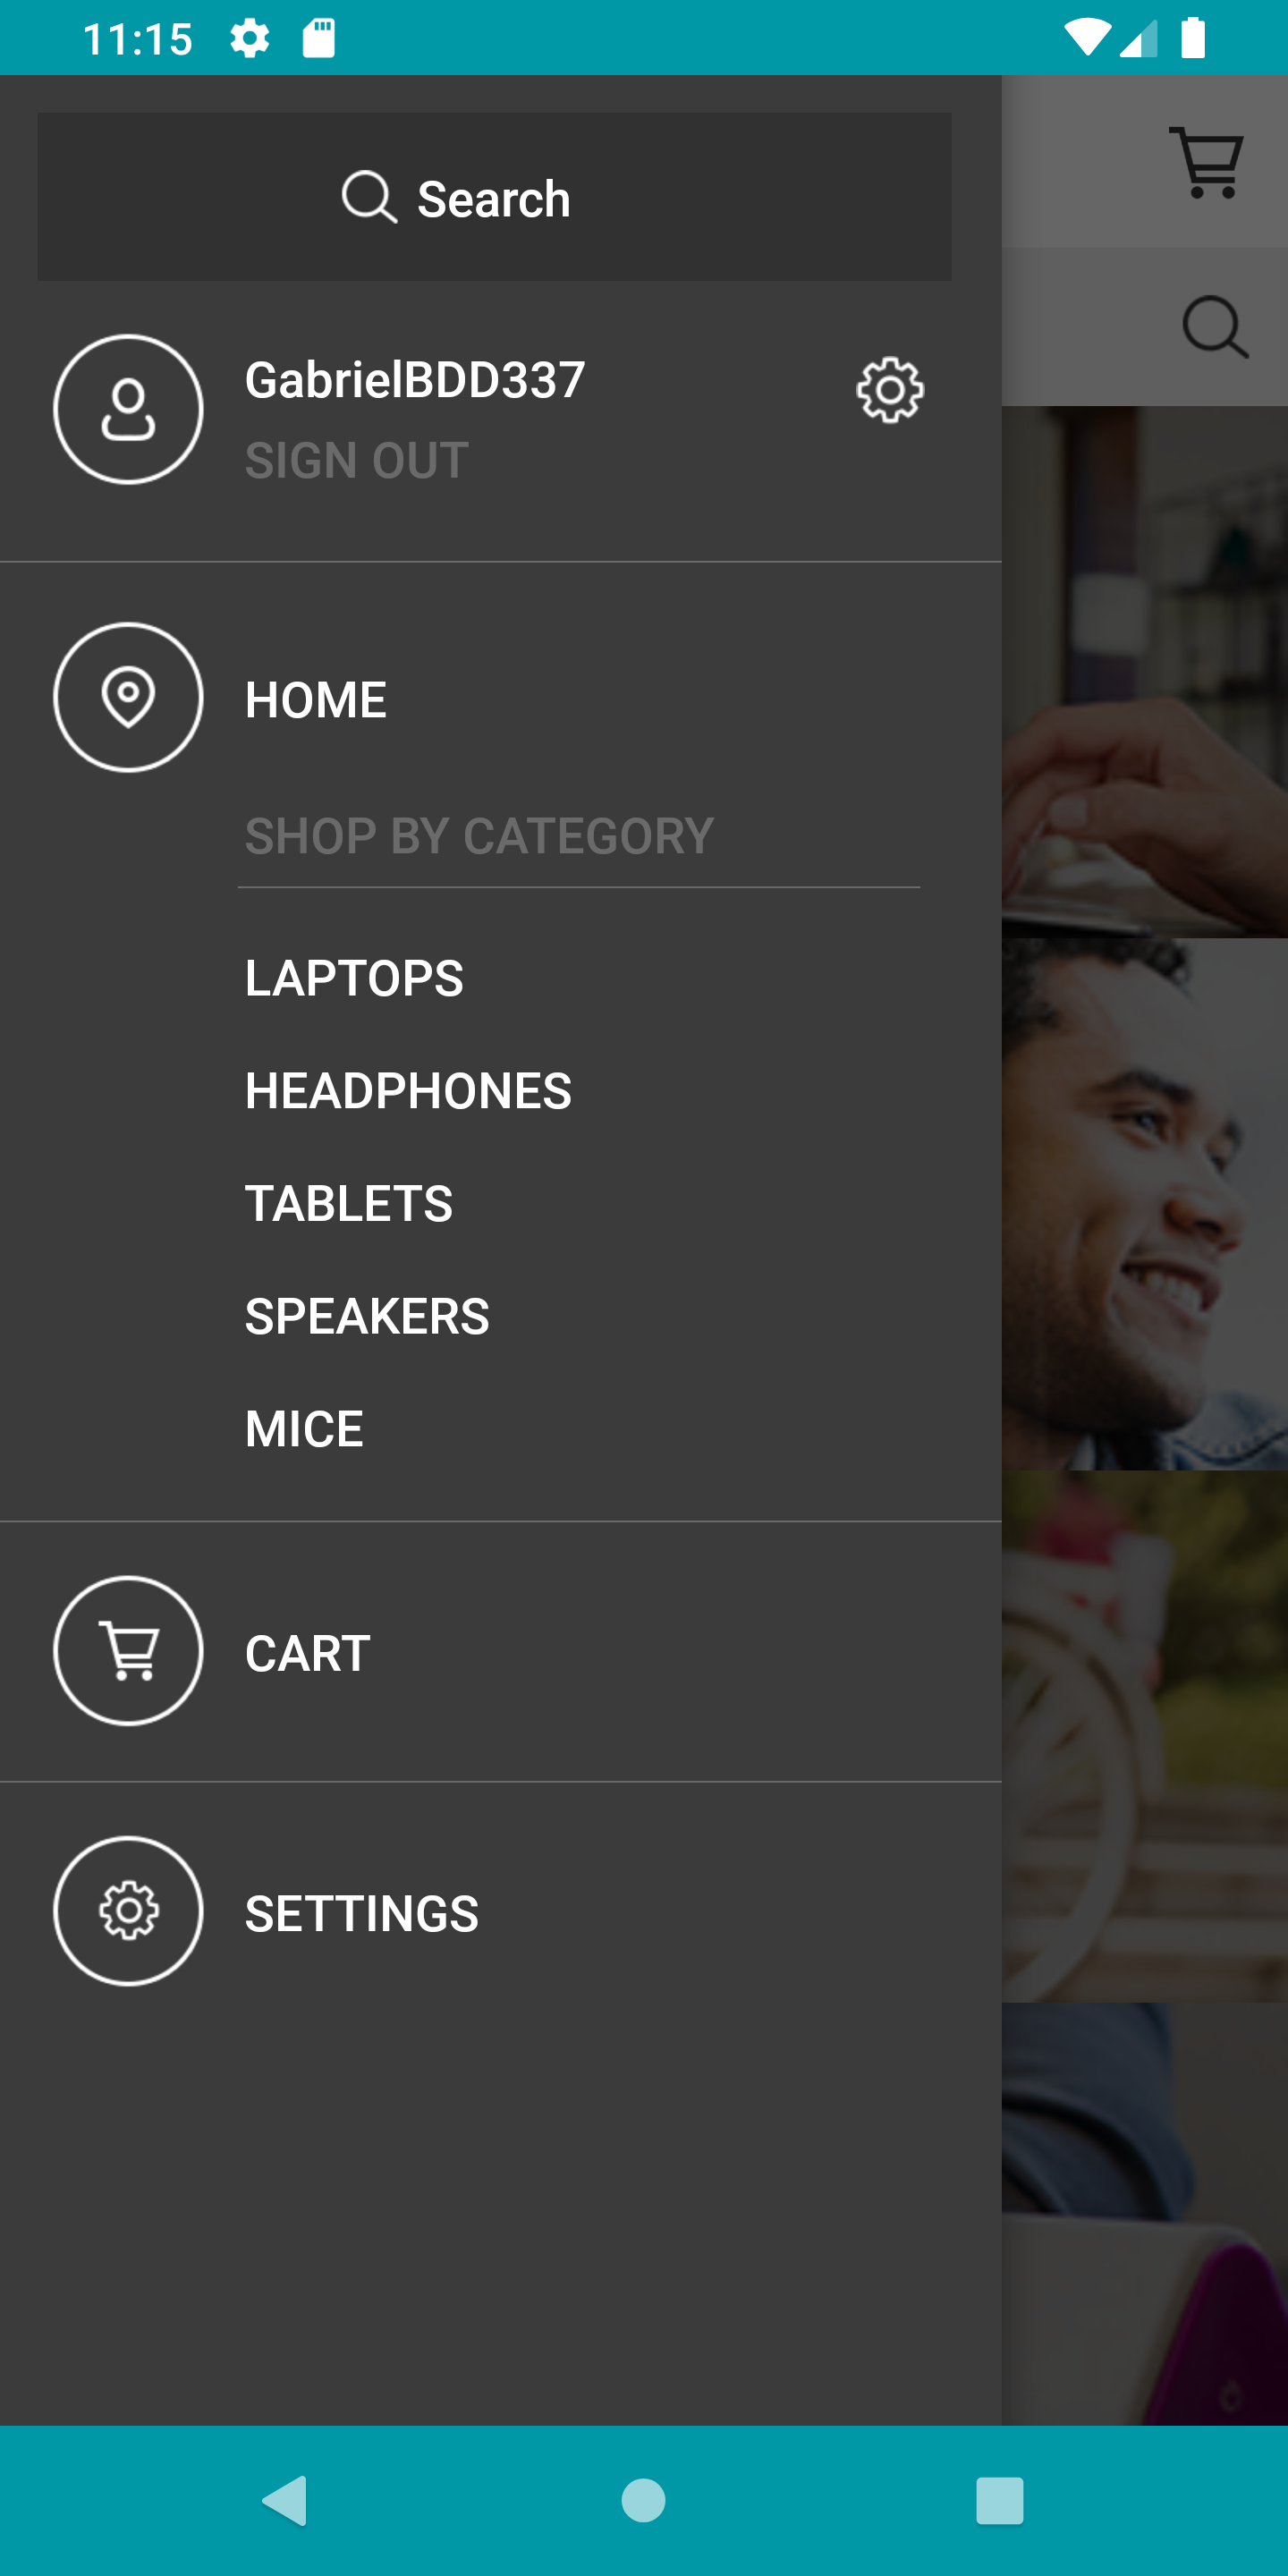 11:15
Search
GabrielBDD337
SIGN OUT
HOME
SHOP BY CATEGORY
LAPTOPS
HEADPHONES
TABLETS
SPEAKERS
MICE
CART
SETTINGS